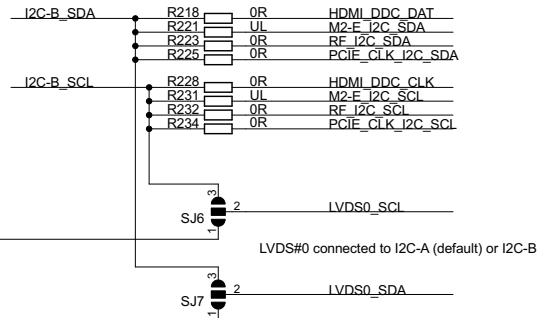 I2C-B_SDA R218 0R HDMI_DDC_DAT
R221 UL M2-E_I2C_SDA
R223 0R RF_I2C_SDA
R225 0R PCIE_CLK_I2C_SDA
I2C-B_SCL R228 0R HDMI_DDC_CLK
R231 UL M2-E_I2C_SCL
R232 0R RF_I2C_SCL
R234 0R PCIE_CLK_I2C_SCL
3
SJ6 2 LVDS0_SCL
1
LVDS#0 connected to I2C-A (default) or I2C-B
3
SJ7 2 LVDS0_SDA
1